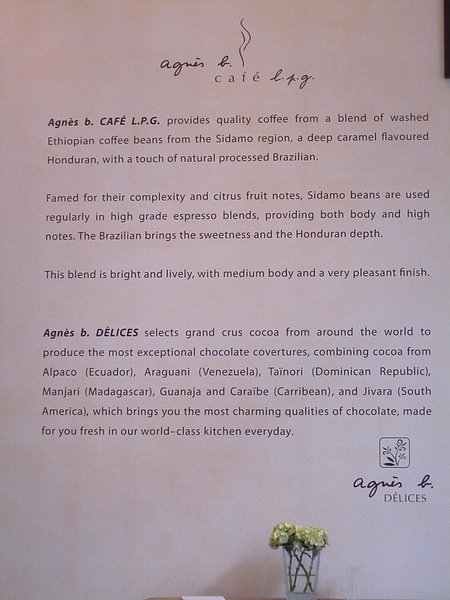 agnès b.
café l.p.g.
Agnès b. CAFÉ L.P.G. provides quality coffee from a blend of washed
Ethiopian coffee beans from the Sidamo region, a deep caramel flavoured
Honduran, with a touch of natural processed Brazilian.
Famed for their complexity and citrus fruit notes, Sidamo beans are used
regularly in high grade espresso blends, providing both body and high
notes. The Brazilian brings the sweetness and the Honduran depth.
This blend is bright and lively, with medium body and a very pleasant finish.
Agnès b. DÉLICES selects grand crus cocoa from around the world to
produce the most exceptional chocolate covertures, combining cocoa from
Alpaco (Ecuador), Araguani (Venezuela), Taïnori (Dominican Republic),
Manjari (Madagascar), Guanaja and Caraïbe (Carribean), and Jivara (South
America), which brings you the most charming qualities of chocolate, made
for you fresh in our world–class kitchen everyday.
agnès b.
DÉLICES